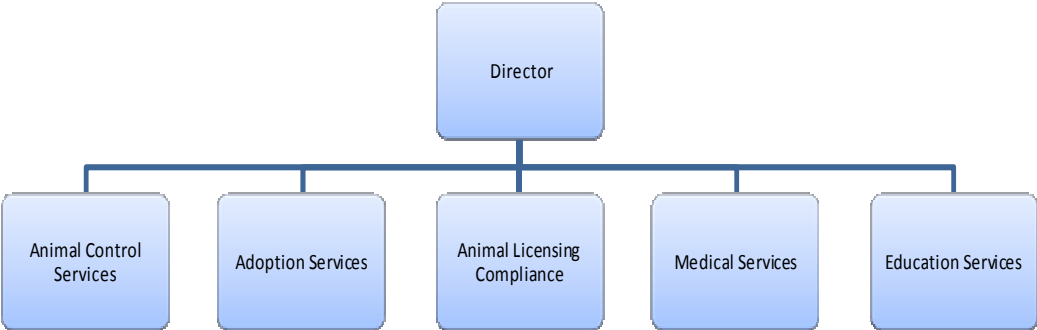 Director
Animal Control
Services
Adoption Services
Animal Licensing
Compliance
Medical Services
Education Services